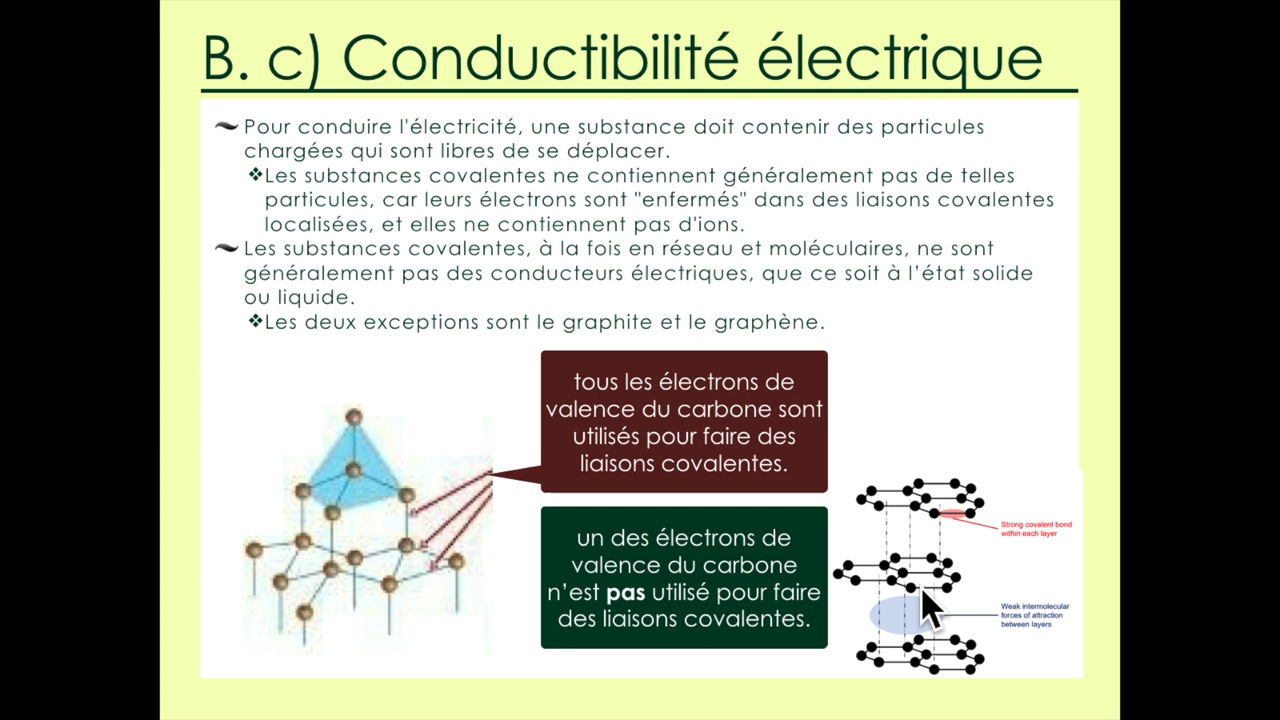 B. c) Conductibilité électrique
Pour conduire l'électricité, une substance doit contenir des particules
chargées qui sont libres de se déplacer.
❖Les substances covalentes ne contiennent généralement pas de telles
particules, car leurs électrons sont "enfermés" dans des liaisons covalentes
localisées, et elles ne contiennent pas d'ions.
Les substances covalentes, à la fois en réseau et moléculaires, ne sont
généralement pas des conducteurs électriques, que ce soit à l'état solide
ou liquide.
❖Les deux exceptions sont le graphite et le graphène.
tous les électrons de
valence du carbone sont
utilisés pour faire des
liaisons covalentes.
un des électrons de
valence du carbone
n'est pas utilisé pour faire
des liaisons covalentes.
Strong covalent bond
within each layer
Weak intermolecular
forces of attraction
between layers